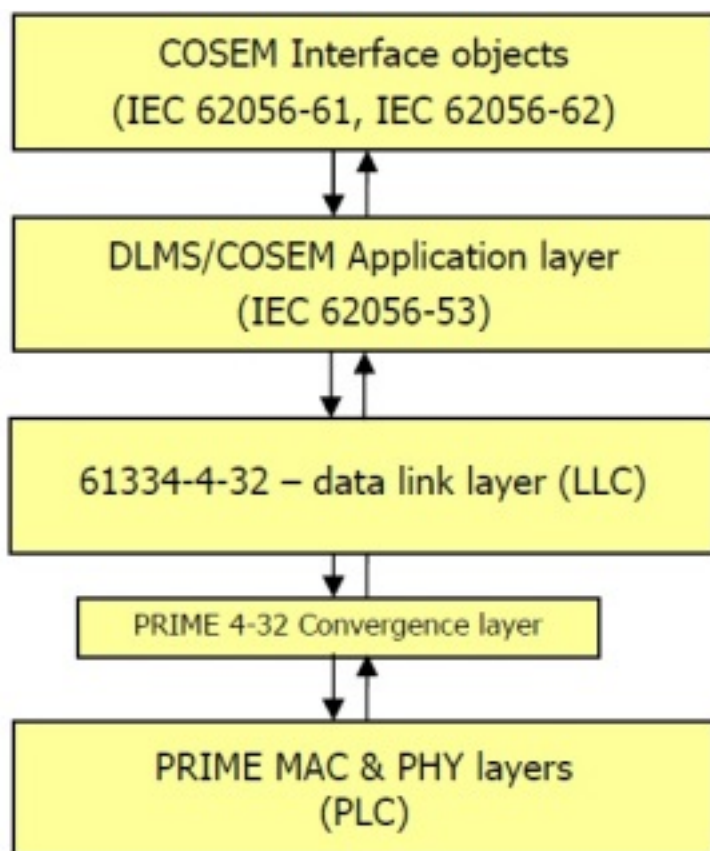 COSEM Interface objects
(IEC 62056-61, IEC 62056-62)
DLMS/COSEM Application layer
(IEC 62056-53)
61334-4-32 – data link layer (LLC)
PRIME 4-32 Convergence layer
PRIME MAC & PHY layers
(PLC)